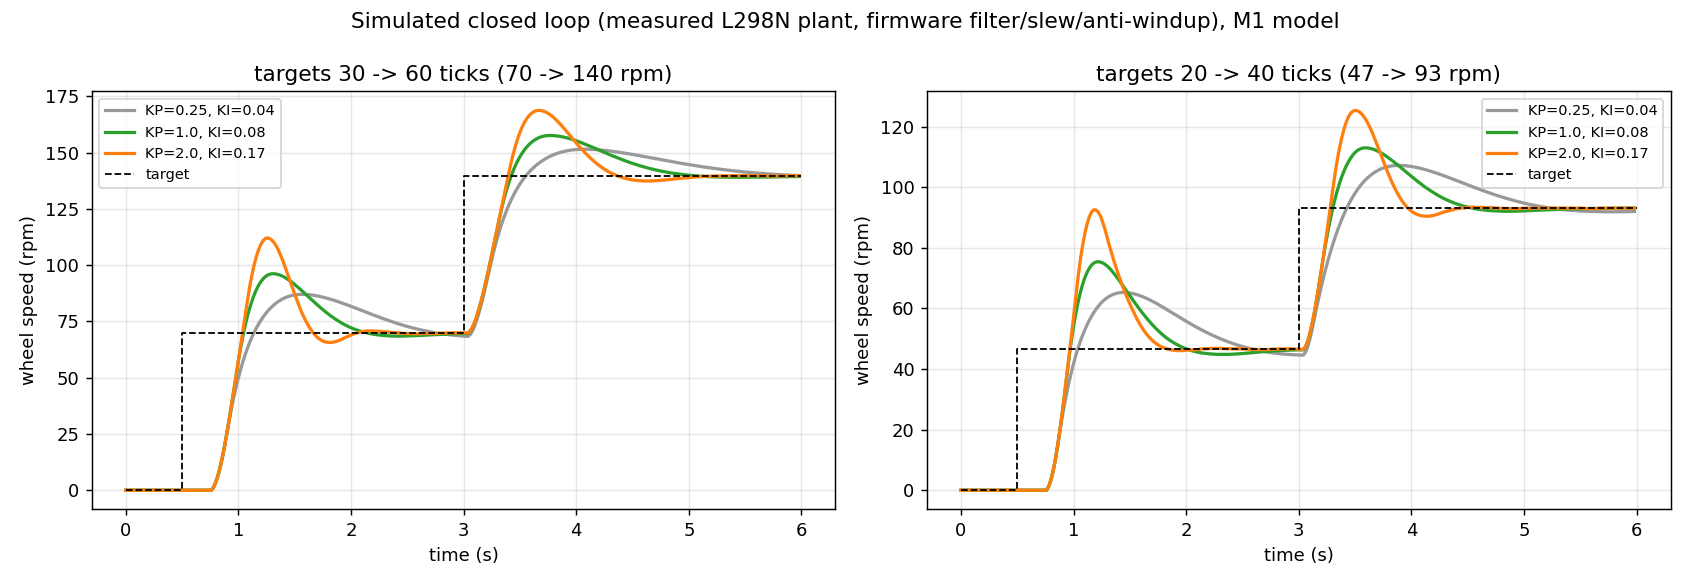 Simulated closed loop (measured L298N plant, firmware filter/slew/anti-windup), M1 model
targets 30 -> 60 ticks (70 -> 140 rpm)
KP=0.25, KI=0.04
KP=1.0, KI=0.08
KP=2.0, KI=0.17
target
wheel speed (rpm)
175
150
125
100
75
50
25
0
0 1 2 3 4 5 6
time (s)
targets 20 -> 40 ticks (47 -> 93 rpm)
KP=0.25, KI=0.04
KP=1.0, KI=0.08
KP=2.0, KI=0.17
target
wheel speed (rpm)
120
100
80
60
40
20
0
0 1 2 3 4 5 6
time (s)